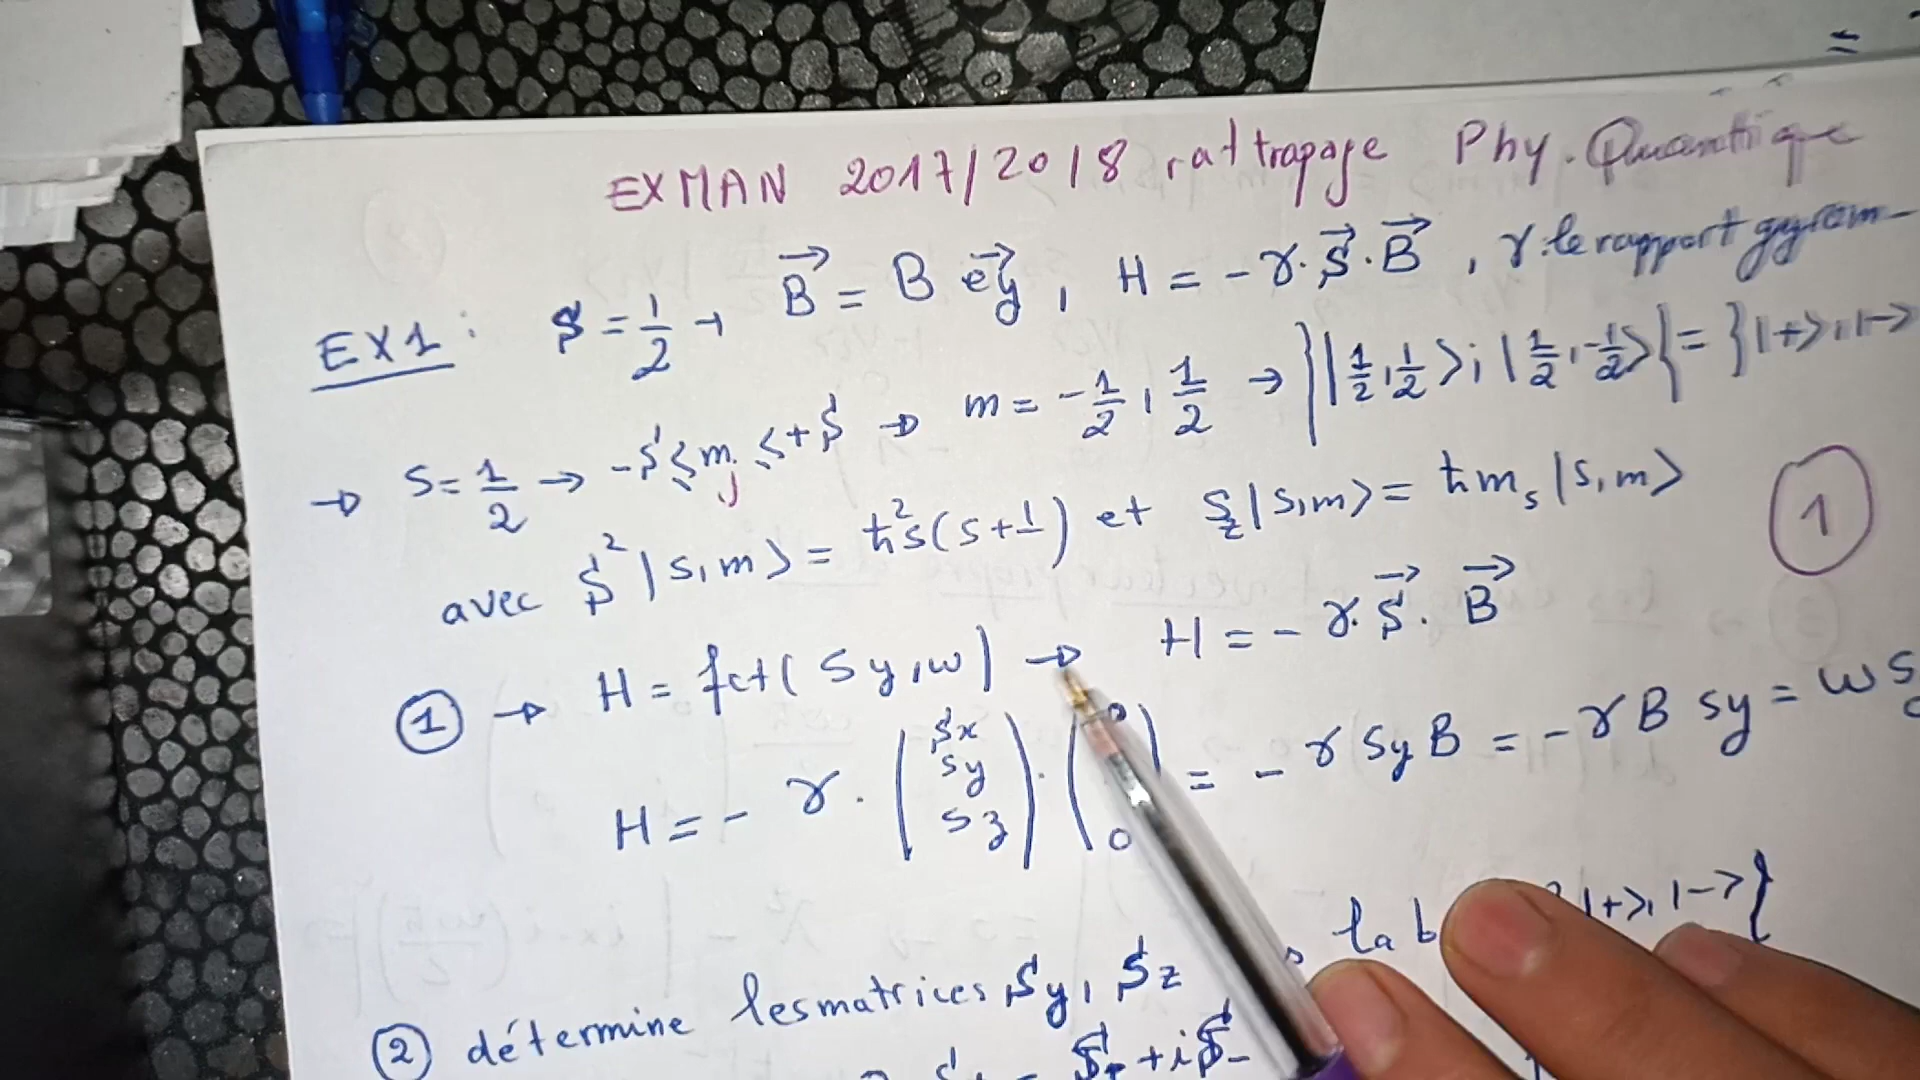 EXMAN 2017/2018 rattrapage Phy. Quantique
EX1 : S = 1/2 → B⃗ = B e⃗y , H = - γ. S⃗ . B⃗ , γ: le rapport gyrom-
→ S = 1/2 → -S ≤ m ≤ +S → m = -1/2 , 1/2 → }|1/2,1/2>; |1/2,-1/2>{ = }|+>,|->
avec S² |s,m> = ħ²s(s+1) et Sz|s,m> = ħms |s,m>
1
① → H = fct( Sy, w) → H = - γ. S⃗ . B⃗
H = - γ . (Sx Sy Sz) . (0 0) = - γ Sy B = - γ B Sy = w S
② détermine les matrices Sy, Sz la |+>, |->{